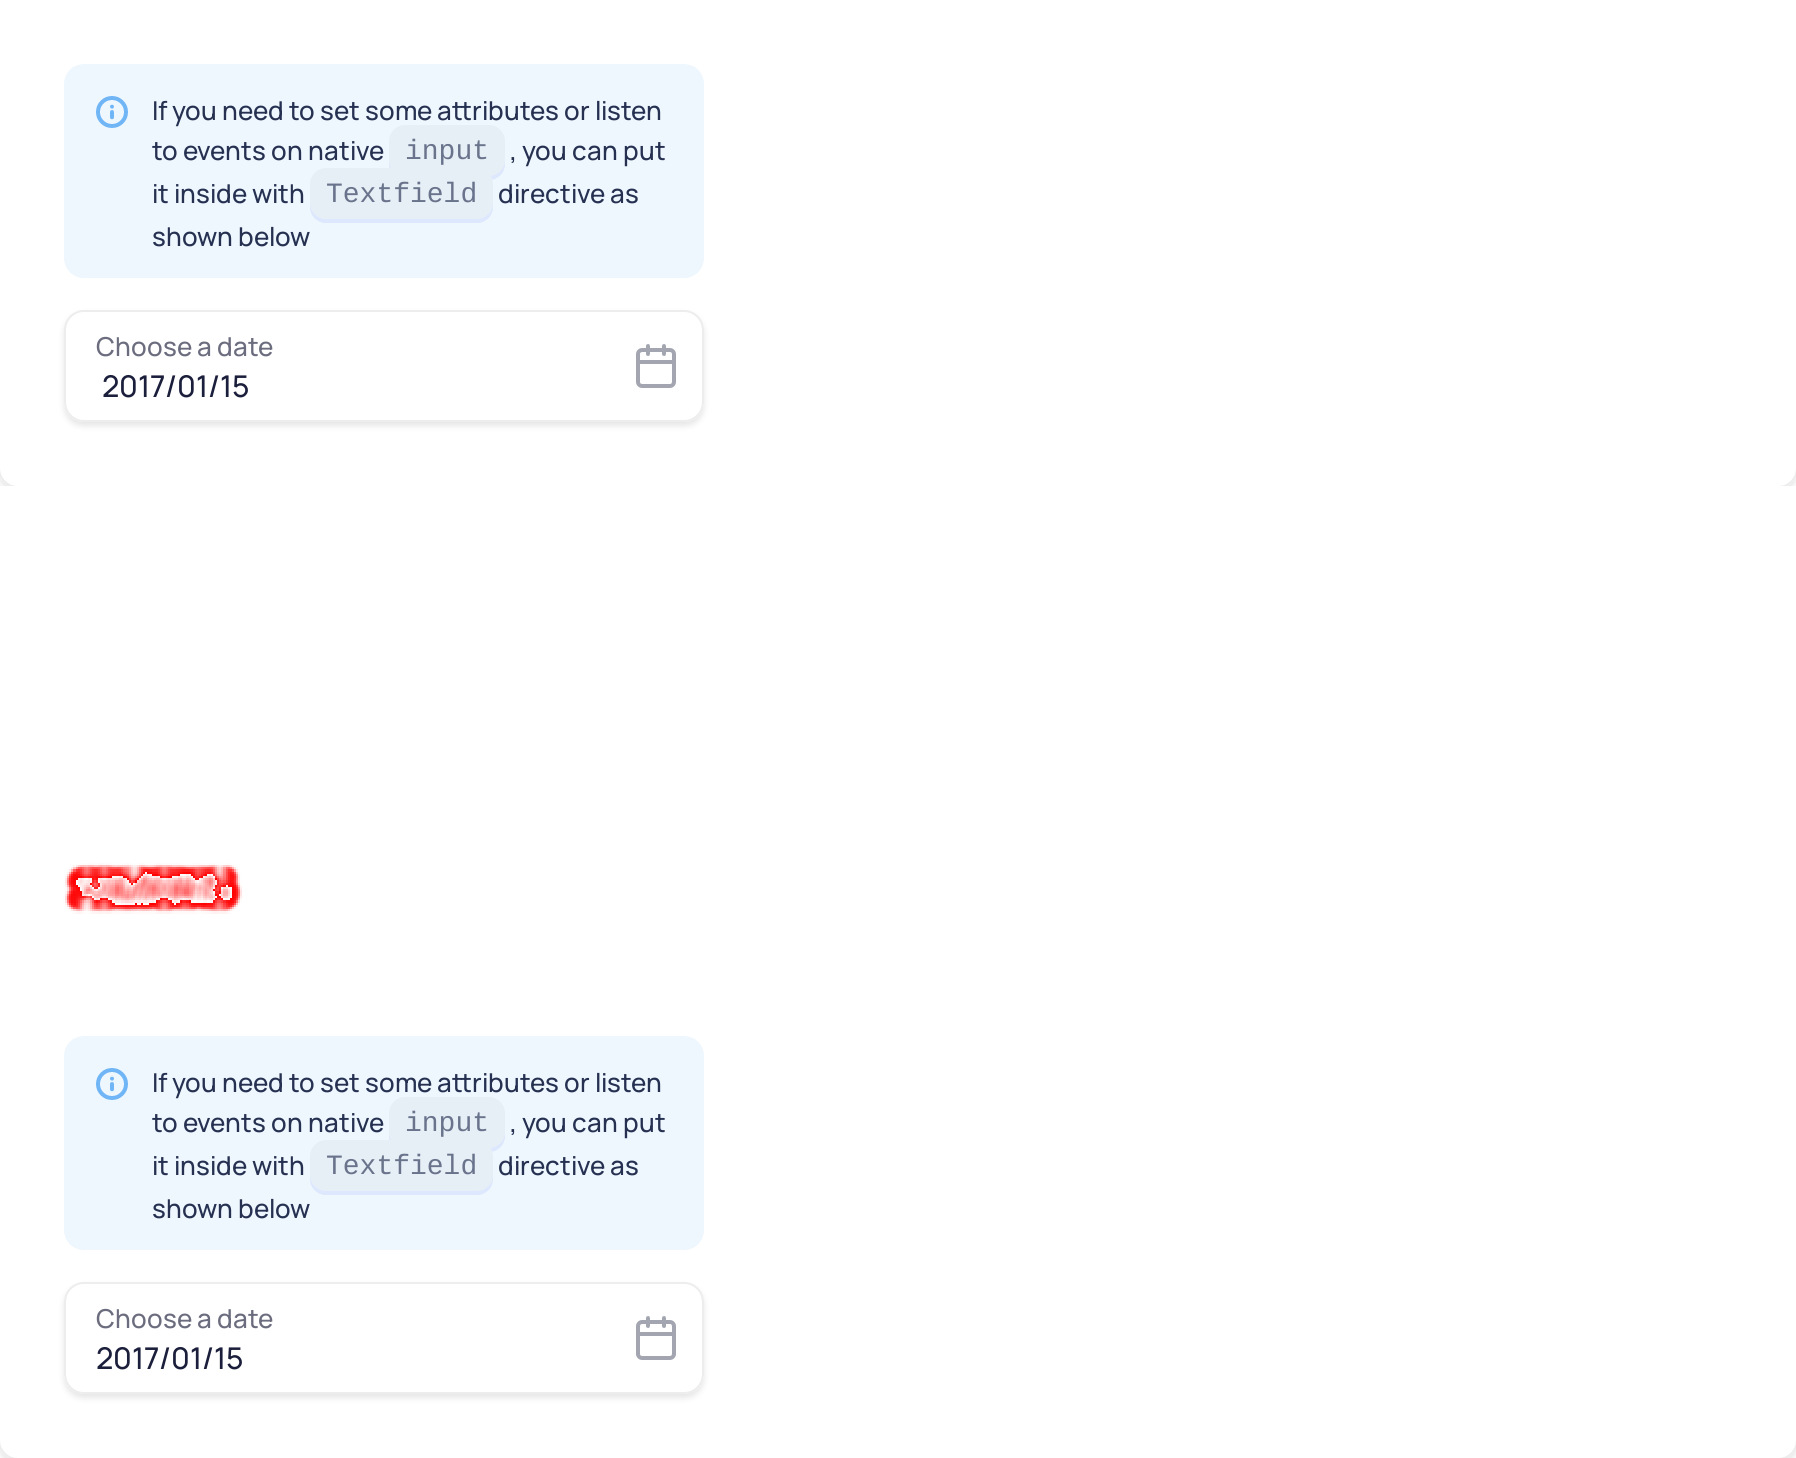 If you need to set some attributes or listen
to events on native input , you can put
it inside with Textfield directive as
shown below
Choose a date
2017/01/15
If you need to set some attributes or listen
to events on native input , you can put
it inside with Textfield directive as
shown below
Choose a date
2017/01/15